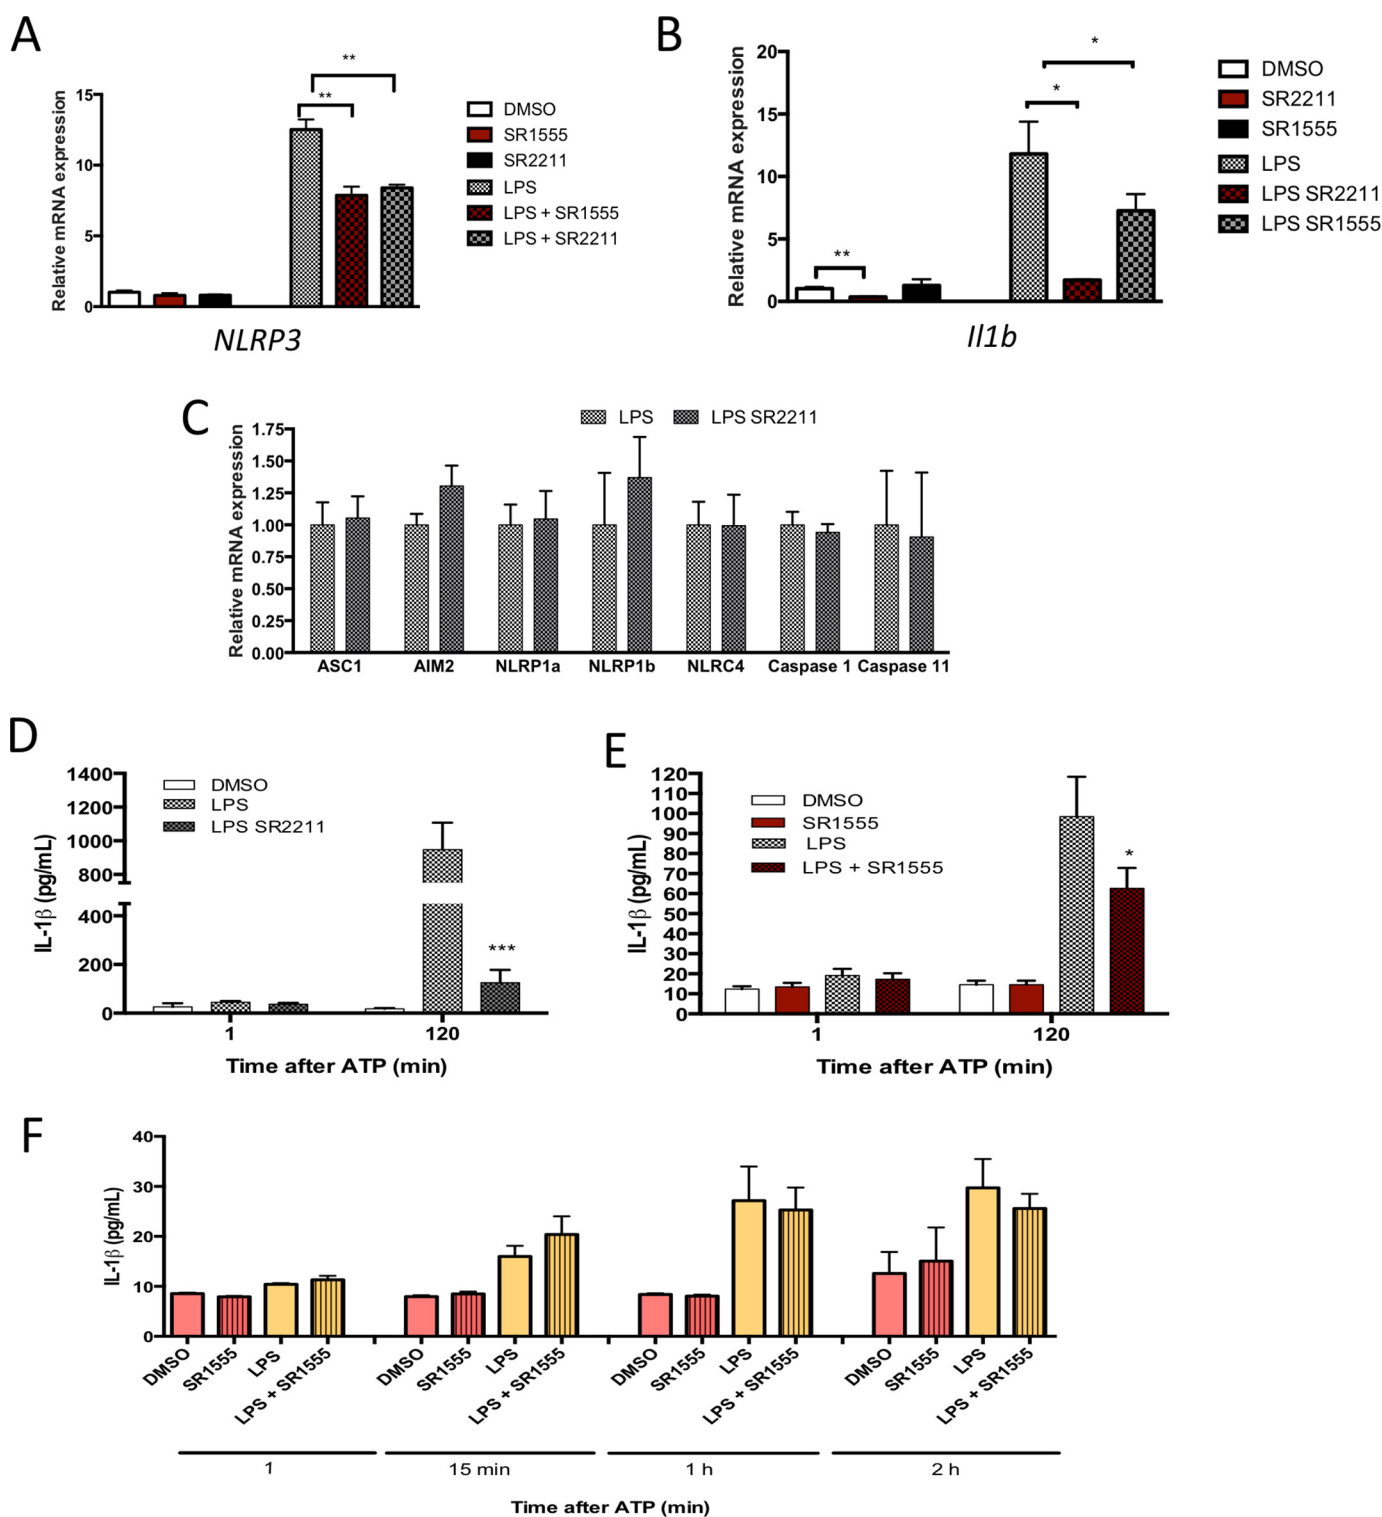 A
Relative mRNA expression
15
10
5
0
**
**
DMSO
SR1555
SR2211
LPS
LPS + SR1555
LPS + SR2211
NLRP3
B
Relative mRNA expression
20
15
10
5
0
**
*
*
DMSO
SR2211
SR1555
LPS
LPS SR2211
LPS SR1555
Il1b
C
LPS LPS SR2211
Relative mRNA expression
1.75
1.50
1.25
1.00
0.75
0.50
0.25
0.00
ASC1 AIM2 NLRP1a NLRP1b NLRC4 Caspase 1 Caspase 11
D
IL-1β (pg/mL)
1400
1200
1000
800
400
200
0
DMSO
LPS
LPS SR2211
***
1 120
Time after ATP (min)
E
IL-1β (pg/mL)
120
110
100
90
80
70
60
50
40
30
20
10
0
DMSO
SR1555
LPS
LPS + SR1555
*
1 120
Time after ATP (min)
F
IL-1β (pg/mL)
40
30
20
10
0
DMSO SR1555 LPS LPS + SR1555 DMSO SR1555 LPS LPS + SR1555 DMSO SR1555 LPS LPS + SR1555 DMSO SR1555 LPS LPS + SR1555
1 15 min 1 h 2 h
Time after ATP (min)